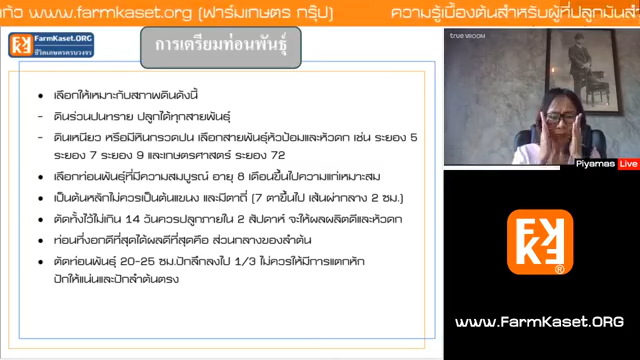 แก้ว www.farmkaset.org (ฟาร์มเกษตร กรุ๊ป)
ความรู้เบื้องต้นสำหรับผู้ที่ปลูกมันสำ
FK FarmKaset.ORG
ชีวิตเกษตรครบวงจร
การเตรียมท่อนพันธุ์
true VROOM
• เลือกให้เหมาะกับสภาพดินดังนี้
- ดินร่วนปนทราย ปลูกได้ทุกสายพันธุ์
- ดินเหนียว หรือมีหินกรวดปน เลือกสายพันธุ์หัวป้อมและหัวดก เช่น ระยอง 5
ระยอง 7 ระยอง 9 และเกษตรศาสตร์ ระยอง 72
• เลือกท่อนพันธุ์ที่มีความสมบูรณ์ อายุ 8 เดือนขึ้นไปความแก่เหมาะสม
• เป็นต้นหลักไม่ควรเป็นต้นแขนง และมีตาถี่ (7 ตาขึ้นไป เส้นผ่ากลาง 2 ซม.)
• ตัดทิ้งไว้ไม่เกิน 14 วันควรปลูกภายใน 2 สัปดาห์ จะให้ผลผลิตดีและหัวดก
• ท่อนที่งอกดีที่สุดได้ผลดีที่สุดคือ ส่วนกลางของลำต้น
• ตัดท่อนพันธุ์ 20-25 ซม.ปักลึกลงไป 1/3 ไม่ควรให้มีการแตกหัก
ปักให้แน่นและปักลำต้นตรง
Piyamas Live
FK ®
www.FarmKaset.ORG